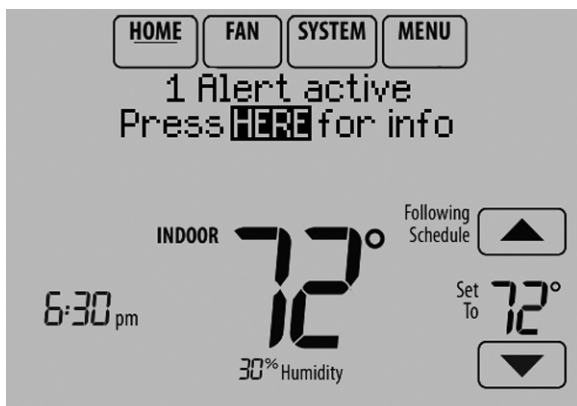 HOME FAN SYSTEM MENU
1 Alert active
Press HERE for info
Following
Schedule
INDOOR 72°
Set
To 72°
6:30 pm
30% Humidity